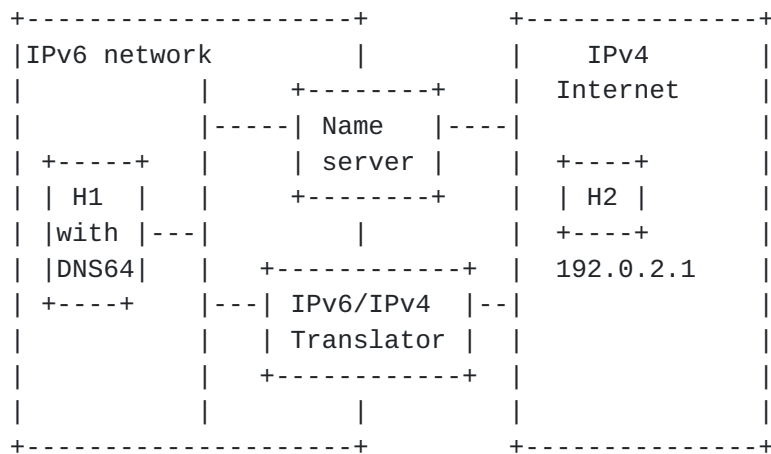 IPv6 network
IPv4
Internet
Name
server
H1
with
DNS64
H2
192.0.2.1
IPv6/IPv4
Translator